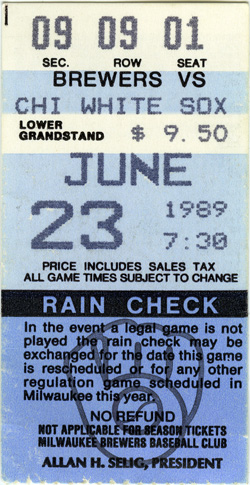 09 09 01
SEC. ROW SEAT
BREWERS VS
CHI WHITE SOX
LOWER
GRANDSTAND $ 9.50
JUNE
23 1989
7:30
PRICE INCLUDES SALES TAX
ALL GAME TIMES SUBJECT TO CHANGE
RAIN CHECK
In the event a legal game is not
played the rain check may be
exchanged for the date this game
is rescheduled or for any other
regulation game scheduled in
Milwaukee this year.
NO REFUND
NOT APPLICABLE FOR SEASON TICKETS
MILWAUKEE BREWERS BASEBALL CLUB
ALLAN H. SELIG, PRESIDENT